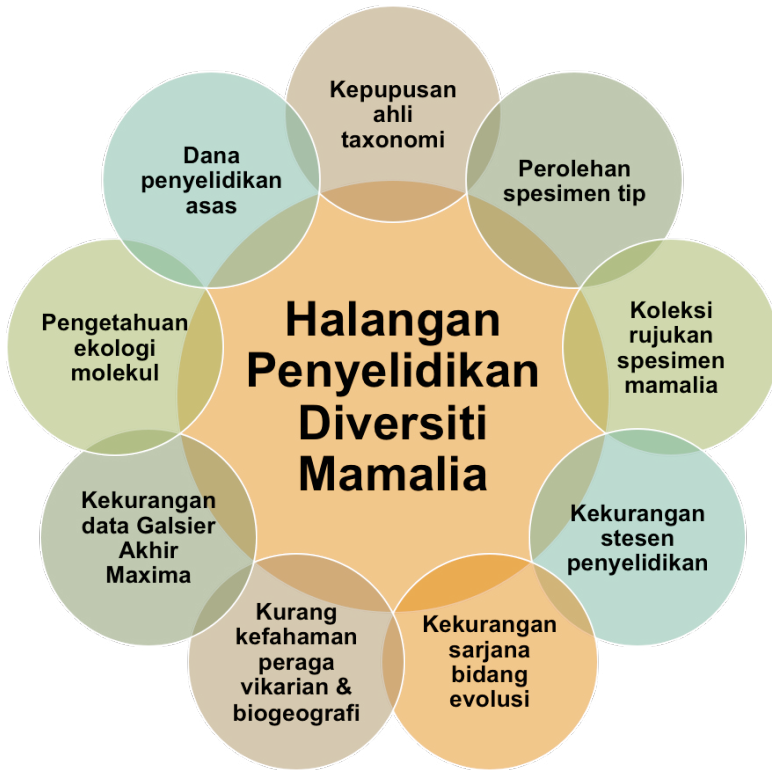 Kepupusan
ahli
taxonomi
Perolehan
spesimen tip
Koleksi
rujukan
spesimen
mamalia
Kekurangan
stesen
penyelidikan
Kekurangan
sarjana
bidang
evolusi
Kurang
kefahaman
peraga
vikarian &
biogeografi
Kekurangan
data Galsier
Akhir
Maxima
Pengetahuan
ekologi
molekul
Dana
penyelidikan
asas
Halangan
Penyelidikan
Diversiti
Mamalia